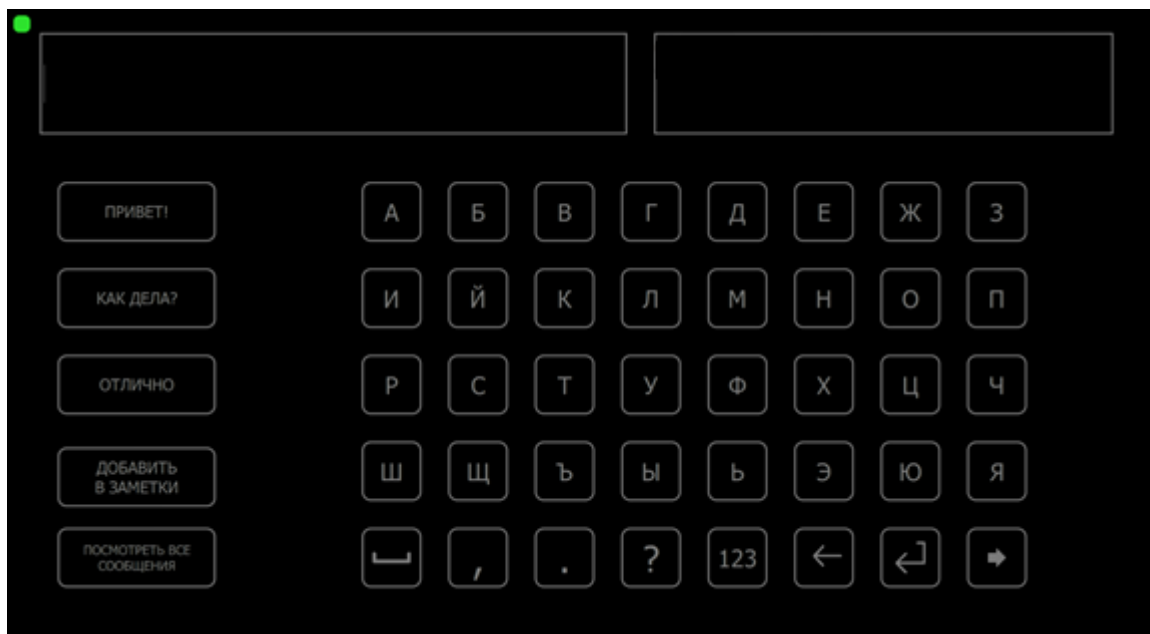 ПРИВЕТ! А Б В Г Д Е Ж З
КАК ДЕЛА? И Й К Л М Н О П
ОТЛИЧНО Р С Т У Ф Х Ц Ч
ДОБАВИТЬ
В ЗАМЕТКИ
Ш Щ Ъ Ы Ь Э Ю Я
ПОСМОТРЕТЬ ВСЕ
СООБЩЕНИЯ
, . ? 123